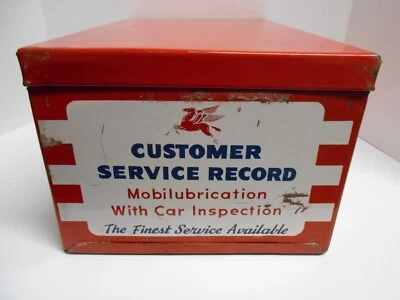 CUSTOMER
SERVICE RECORD
Mobilubrication
With Car Inspection
The Finest Service Available